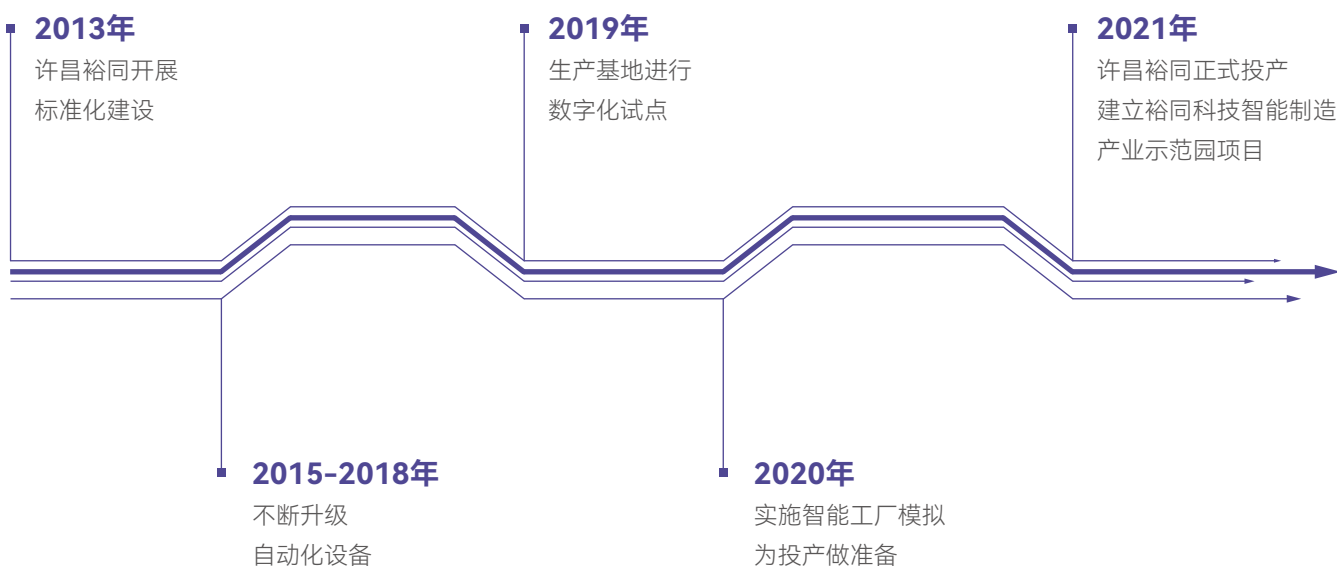 2013年
许昌裕同开展
标准化建设
2015-2018年
不断升级
自动化设备
2019年
生产基地进行
数字化试点
2020年
实施智能工厂模拟
为投产做准备
2021年
许昌裕同正式投产
建立裕同科技智能制造
产业示范园项目